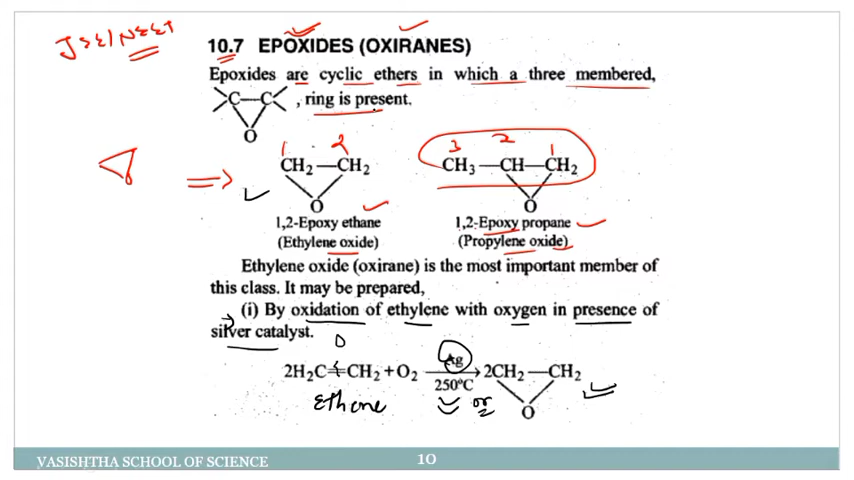 JEE/NEET
10.7 EPOXIDES (OXIRANES)
Epoxides are cyclic ethers in which a three membered,
C—C , ring is present.
O
1 2 3 2 1
CH₂—CH₂ CH₃—CH—CH₂
O O
1,2-Epoxy ethane 1,2-Epoxy propane
(Ethylene oxide) (Propylene oxide)
Ethylene oxide (oxirane) is the most important member of
this class. It may be prepared,
(i) By oxidation of ethylene with oxygen in presence of
silver catalyst.
2H₂C=CH₂ + O₂ Ag 250°C → 2CH₂—CH₂
Ethene or O
VASISHTHA SCHOOL OF SCIENCE 10